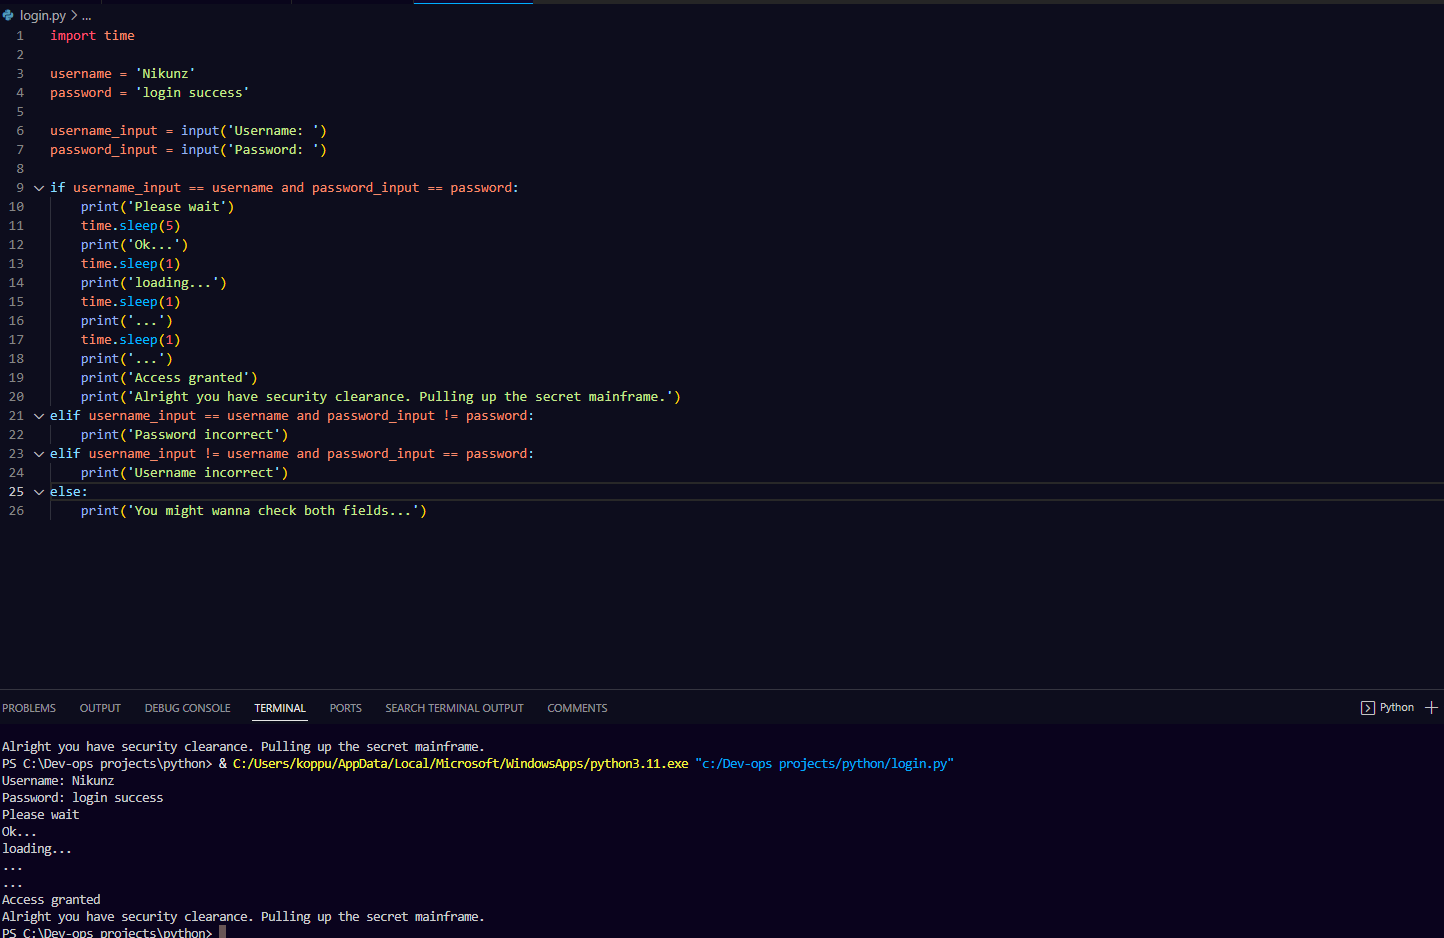 login.py > ...
1 import time
2
3 username = 'Nikunz'
4 password = 'login success'
5
6 username_input = input('Username: ')
7 password_input = input('Password: ')
8
9 if username_input == username and password_input == password:
10     print('Please wait')
11     time.sleep(5)
12     print('Ok...')
13     time.sleep(1)
14     print('loading...')
15     time.sleep(1)
16     print('...')
17     time.sleep(1)
18     print('...')
19     print('Access granted')
20     print('Alright you have security clearance. Pulling up the secret mainframe.')
21 elif username_input == username and password_input != password:
22     print('Password incorrect')
23 elif username_input != username and password_input == password:
24     print('Username incorrect')
25 else:
26     print('You might wanna check both fields...')
PROBLEMS OUTPUT DEBUG CONSOLE TERMINAL PORTS SEARCH TERMINAL OUTPUT COMMENTS Python
Alright you have security clearance. Pulling up the secret mainframe.
PS C:\Dev-ops projects\python> & C:/Users/koppu/AppData/Local/Microsoft/WindowsApps/python3.11.exe "c:/Dev-ops projects/python/login.py"
Username: Nikunz
Password: login success
Please wait
Ok...
loading...
...
...
Access granted
Alright you have security clearance. Pulling up the secret mainframe.
PS C:\Dev-ops projects\python>